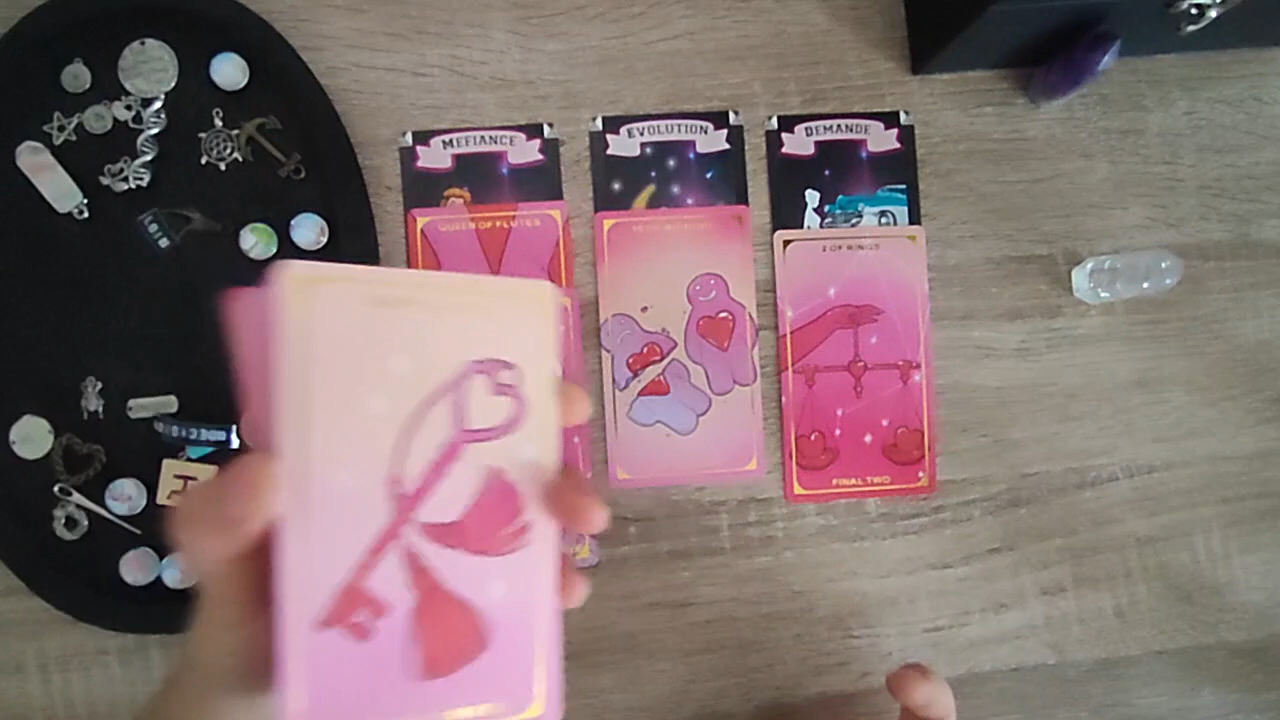 MEFIANCE
EVOLUTION
DEMANDE
QUEEN OF FLUTES
2 OF RINGS
FINAL TWO